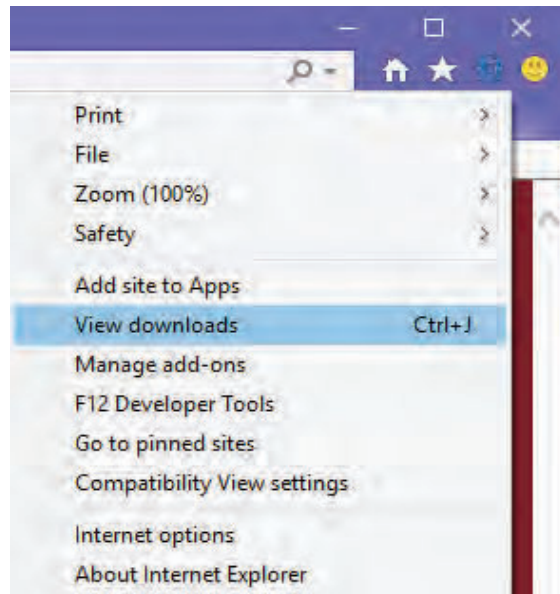 Print
File
Zoom (100%)
Safety
Add site to Apps
View downloads Ctrl+J
Manage add-ons
F12 Developer Tools
Go to pinned sites
Compatibility View settings
Internet options
About Internet Explorer